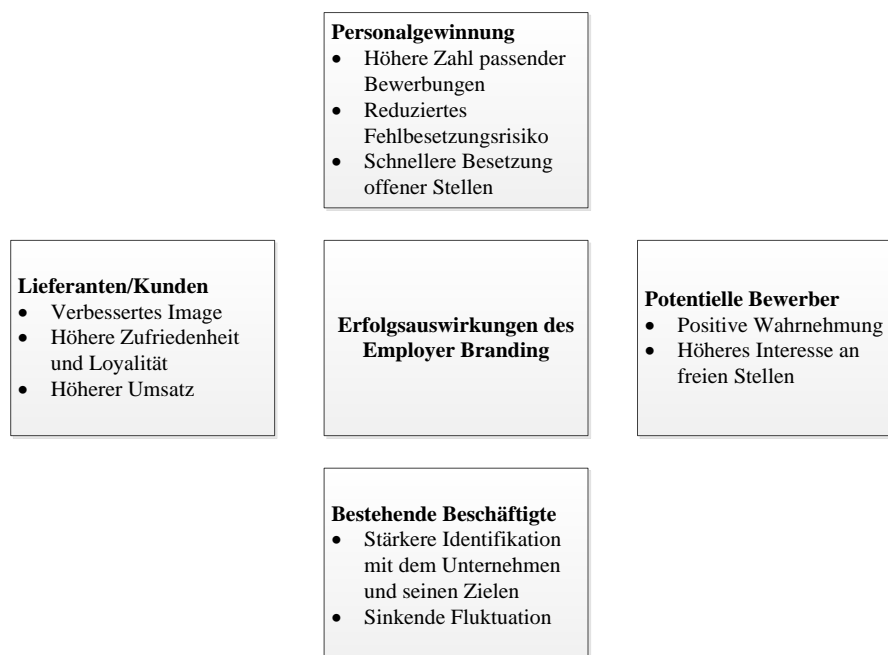 Personalgewinnung
• Höhere Zahl passender
Bewerbungen
• Reduziertes
Fehlbesetzungsrisiko
• Schnellere Besetzung
offener Stellen
Lieferanten/Kunden
• Verbessertes Image
• Höhere Zufriedenheit
und Loyalität
• Höherer Umsatz
Erfolgsauswirkungen des
Employer Branding
Potentielle Bewerber
• Positive Wahrnehmung
• Höheres Interesse an
freien Stellen
Bestehende Beschäftigte
• Stärkere Identifikation
mit dem Unternehmen
und seinen Zielen
• Sinkende Fluktuation